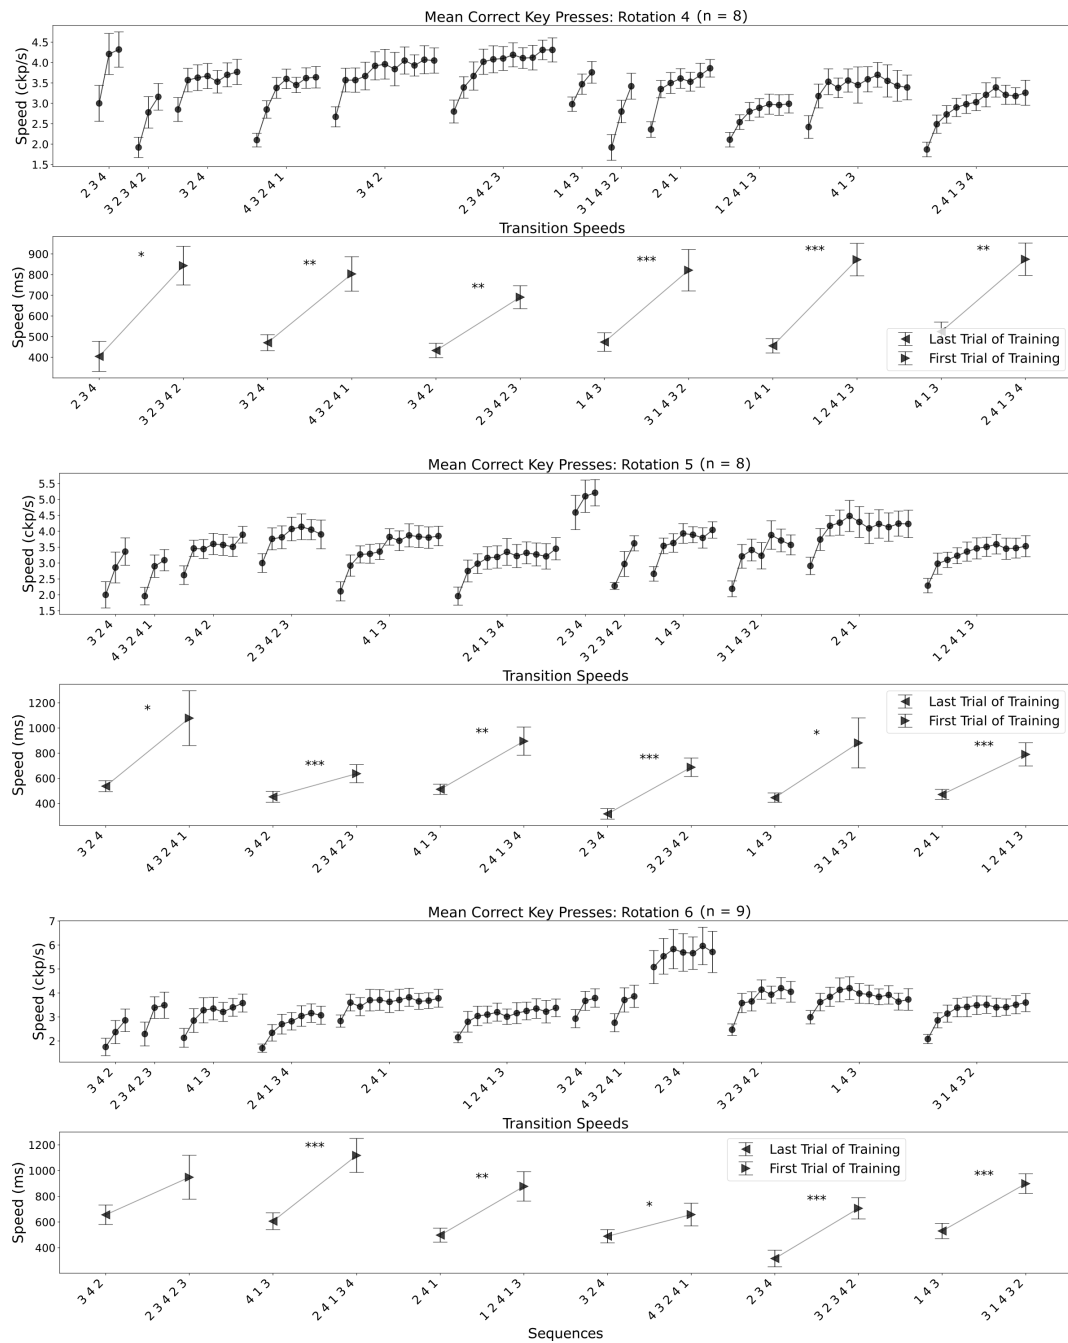 Mean Correct Key Presses: Rotation 4 (n = 8)
Speed (ckp/s)
4.5
4.0
3.5
3.0
2.5
2.0
1.5
2 3 4
3 2 3 4 2
3 2 4
4 3 2 4 1
3 4 2
2 3 4 2 3
1 4 3
3 1 4 3 2
2 4 1
1 2 4 1 3
4 1 3
2 4 1 3 4
Transition Speeds
Speed (ms)
900
800
700
600
500
400
*
**
**
***
***
**
Last Trial of Training
First Trial of Training
2 3 4
3 2 3 4 2
3 2 4
4 3 2 4 1
3 4 2
2 3 4 2 3
1 4 3
3 1 4 3 2
2 4 1
1 2 4 1 3
4 1 3
2 4 1 3 4
Mean Correct Key Presses: Rotation 5 (n = 8)
Speed (ckp/s)
5.5
5.0
4.5
4.0
3.5
3.0
2.5
2.0
1.5
3 2 4
4 3 2 4 1
3 4 2
2 3 4 2 3
4 1 3
2 4 1 3 4
2 3 4
3 2 3 4 2
1 4 3
3 1 4 3 2
2 4 1
1 2 4 1 3
Transition Speeds
Speed (ms)
1200
1000
800
600
400
*
***
**
***
*
***
Last Trial of Training
First Trial of Training
3 2 4
4 3 2 4 1
3 4 2
2 3 4 2 3
4 1 3
2 4 1 3 4
2 3 4
3 2 3 4 2
1 4 3
3 1 4 3 2
2 4 1
1 2 4 1 3
Mean Correct Key Presses: Rotation 6 (n = 9)
Speed (ckp/s)
7
6
5
4
3
2
3 4 2
2 3 4 2 3
4 1 3
2 4 1 3 4
2 4 1
1 2 4 1 3
3 2 4
4 3 2 4 1
2 3 4
3 2 3 4 2
1 4 3
3 1 4 3 2
Transition Speeds
Speed (ms)
1200
1000
800
600
400
***
**
*
***
***
Last Trial of Training
First Trial of Training
3 4 2
2 3 4 2 3
4 1 3
2 4 1 3 4
2 4 1
1 2 4 1 3
3 2 4
4 3 2 4 1
2 3 4
3 2 3 4 2
1 4 3
3 1 4 3 2
Sequences